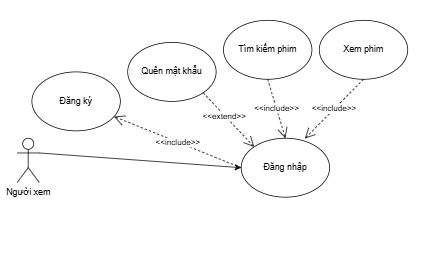 Tìm kiếm phim
Xem phim
Quên mật khẩu
Đăng ký
<<extend>>
<<include>>
<<include>>
<<include>>
Đăng nhập
Người xem